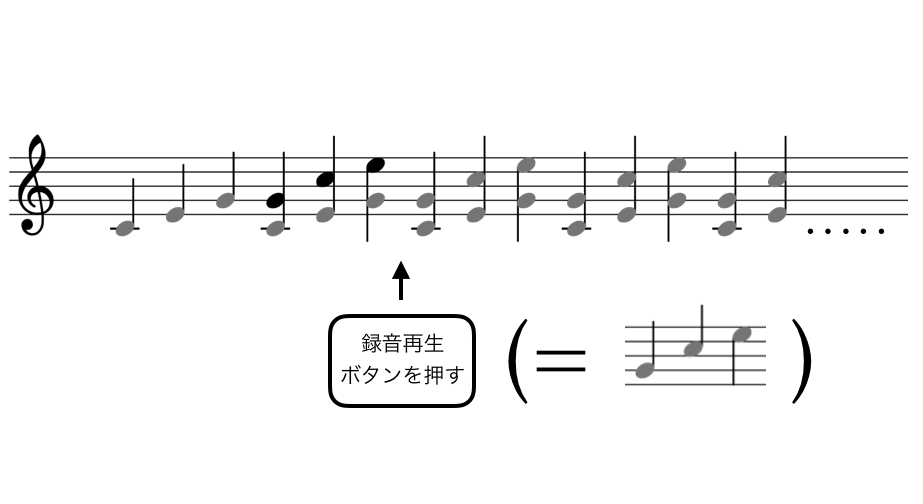 録音再生
ボタンを押す
( = )